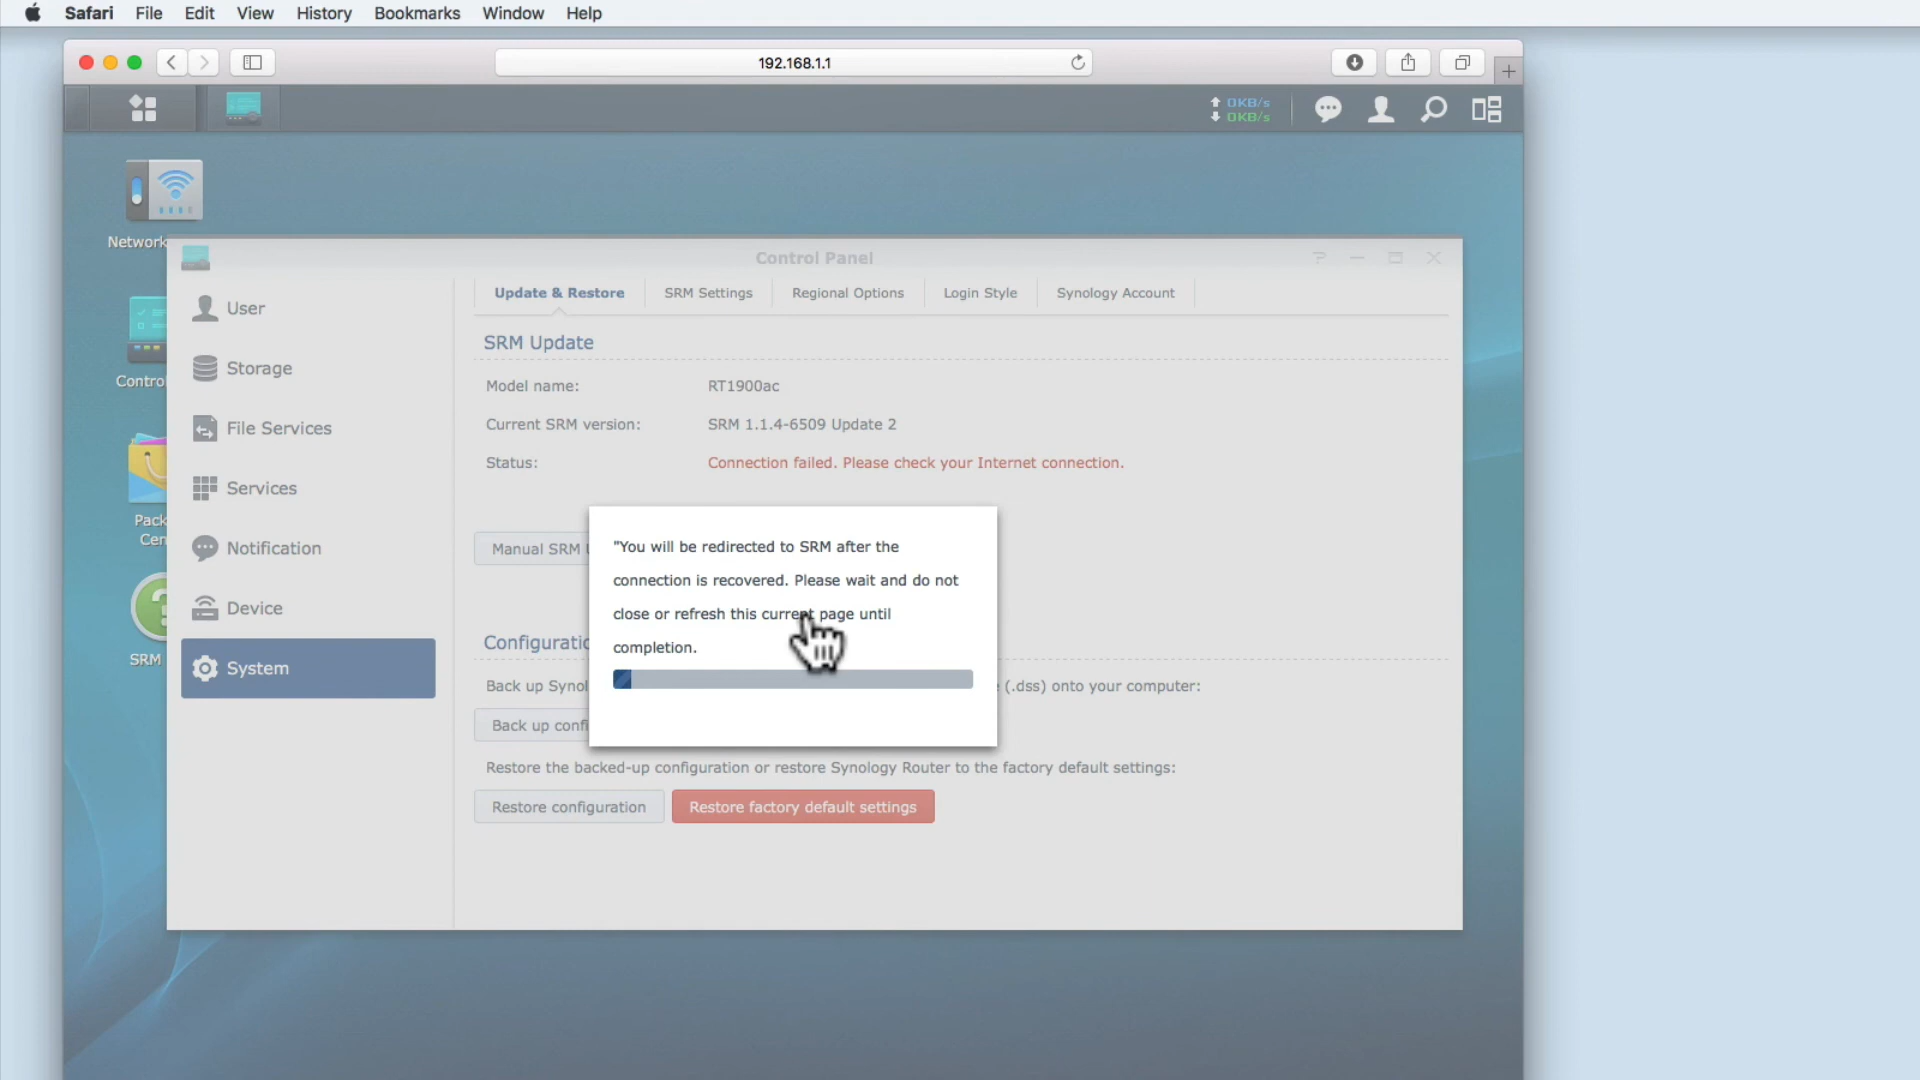 Safari File Edit View History Bookmarks Window Help
192.168.1.1
0KB/s
0KB/s
Network
Control Panel
Control
Pack
Cen
SRM
User
Storage
File Services
Services
Notification
Device
System
Update & Restore SRM Settings Regional Options Login Style Synology Account
SRM Update
Model name: RT1900ac
Current SRM version: SRM 1.1.4-6509 Update 2
Status: Connection failed. Please check your Internet connection.
Manual SRM U
"You will be redirected to SRM after the
connection is recovered. Please wait and do not
close or refresh this current page until
completion.
Configuratio
Back up Synol (.dss) onto your computer:
Back up confi
Restore the backed-up configuration or restore Synology Router to the factory default settings:
Restore configuration Restore factory default settings